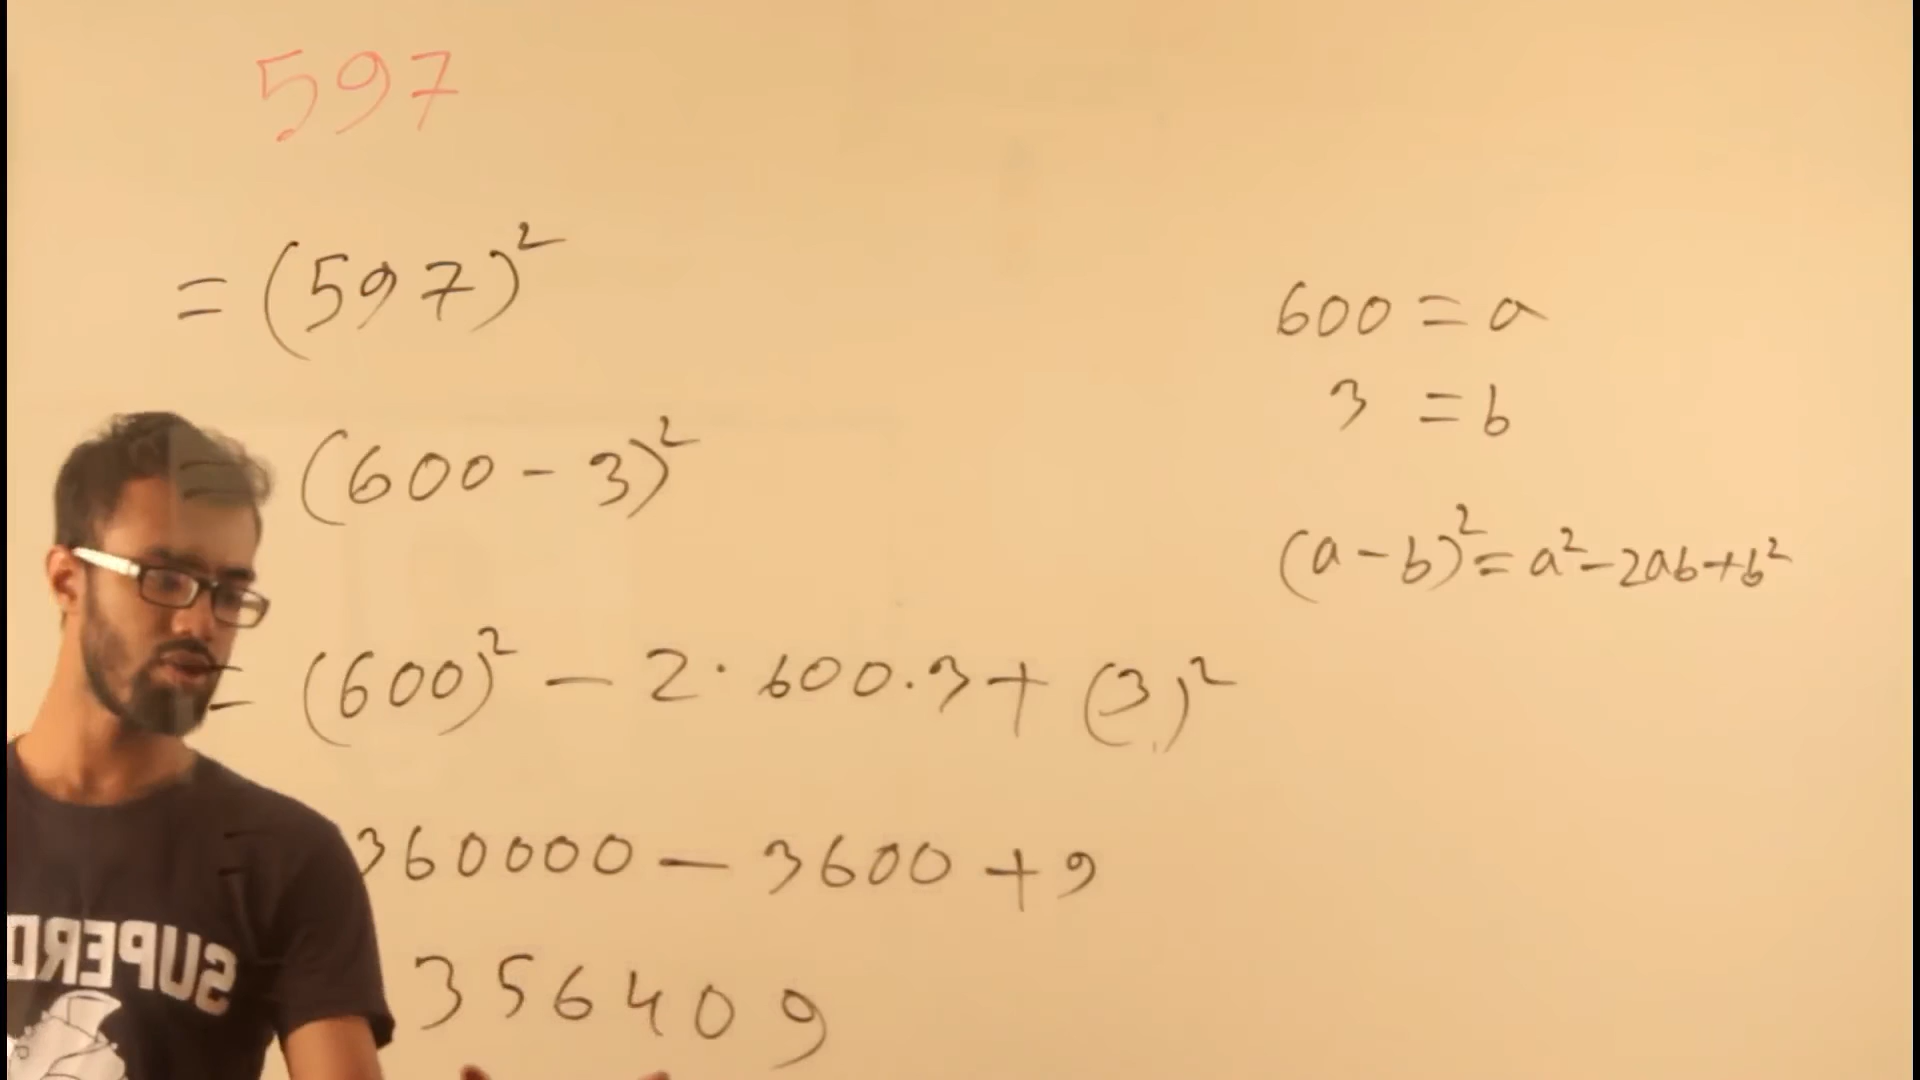 597
= (597)²
= (600 - 3)²
= (600)² - 2 · 600 . 3 + (3)²
= 360000 - 3600 + 9
356409
600 = a
3 = b
(a - b)² = a² - 2ab + b²
SUPERD